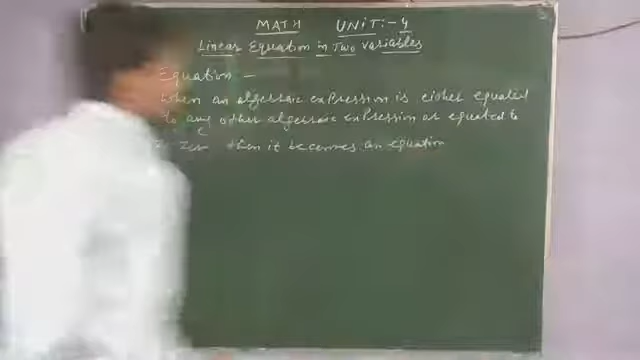 MATH UNIT:- 4
Linear Equation in Two Variables
Equation —
When an algebraic expression is either equated
to any other algebraic expression or equated to
zero then it becomes an equation